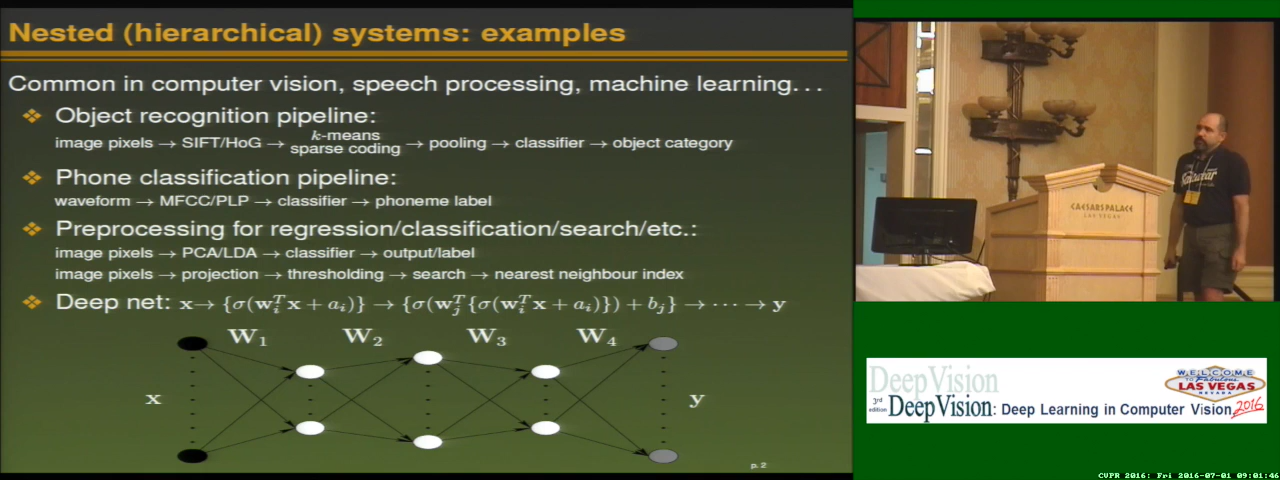 Nested (hierarchical) systems: examples
Common in computer vision, speech processing, machine learning...
❖ Object recognition pipeline:
image pixels → SIFT/HoG → k-means sparse coding → pooling → classifier → object category
❖ Phone classification pipeline:
waveform → MFCC/PLP → classifier → phoneme label
❖ Preprocessing for regression/classification/search/etc.:
image pixels → PCA/LDA → classifier → output/label
image pixels → projection → thresholding → search → nearest neighbour index
❖ Deep net: x → {σ(wᵢᵀx + aᵢ)} → {σ(wⱼᵀ{σ(wᵢᵀx + aᵢ)}) + bⱼ} → ⋯ → y
W₁ W₂ W₃ W₄
x y
p. 2
CAESARS PALACE
LAS VEGAS
DeepVision
3rd edition DeepVision: Deep Learning in Computer Vision 2016
WELCOME
TO Fabulous
LAS VEGAS
NEVADA
CVPR 2016: Fri 2016-07-01 09:01:46